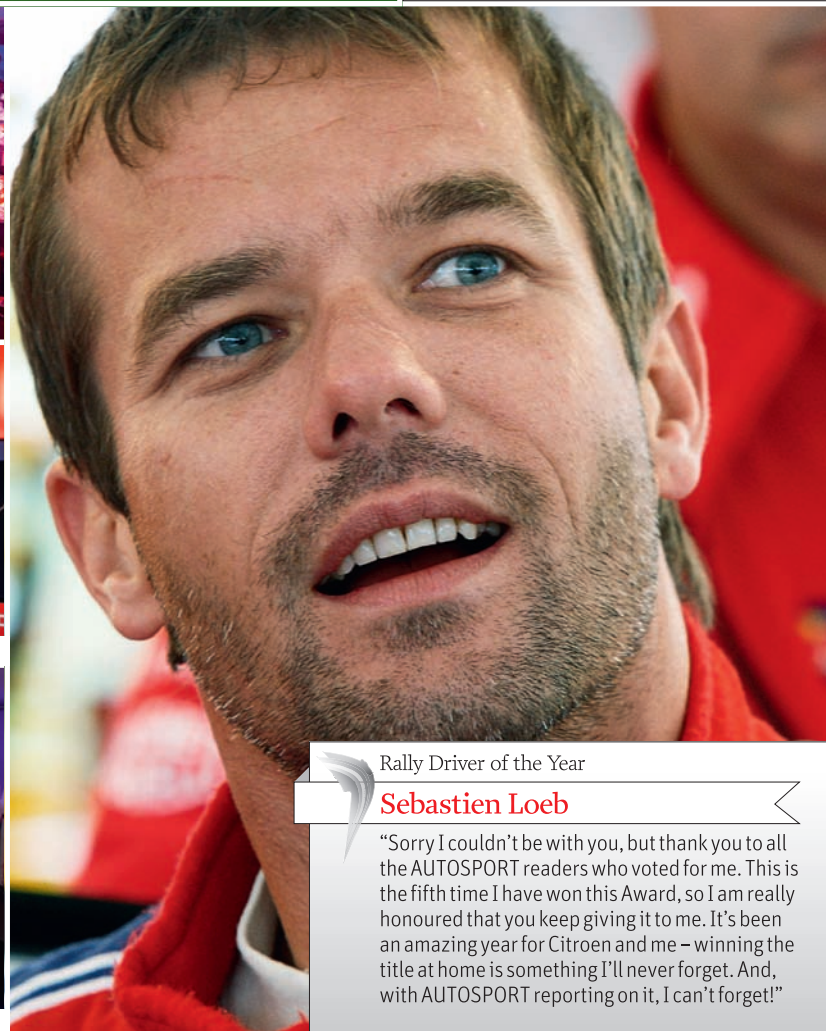 Rally Driver of the Year
Sebastien Loeb
“Sorry I couldn’t be with you, but thank you to all
the AUTOSPORT readers who voted for me. This is
the fifth time I have won this Award, so I am really
honoured that you keep giving it to me. It’s been
an amazing year for Citroen and me – winning the
title at home is something I’ll never forget. And,
with AUTOSPORT reporting on it, I can’t forget!”